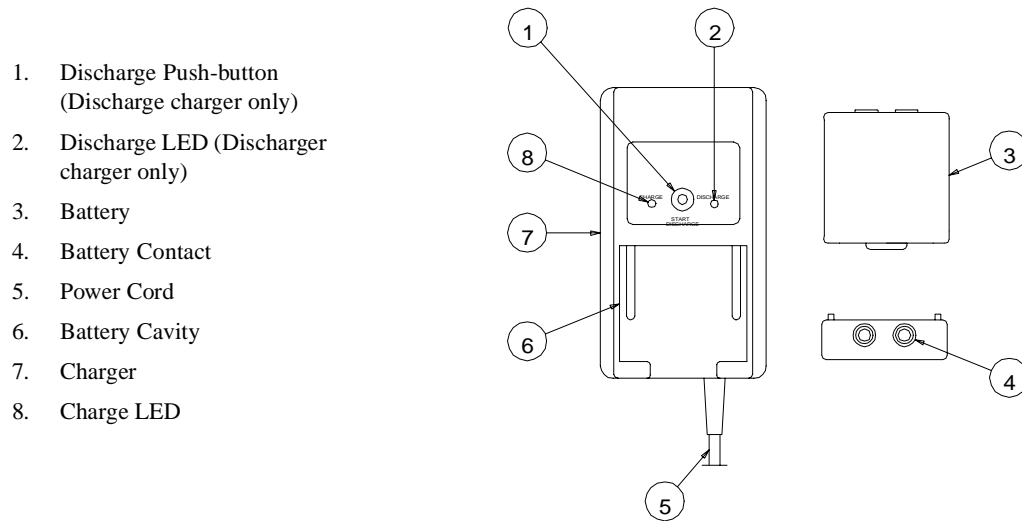 1. Discharge Push-button
(Discharge charger only)
2. Discharge LED (Discharger
charger only)
3. Battery
4. Battery Contact
5. Power Cord
6. Battery Cavity
7. Charger
8. Charge LED
1
2
8
3
CHARGE
DISCHARGE
START
DISCHARGE
7
6
4
5